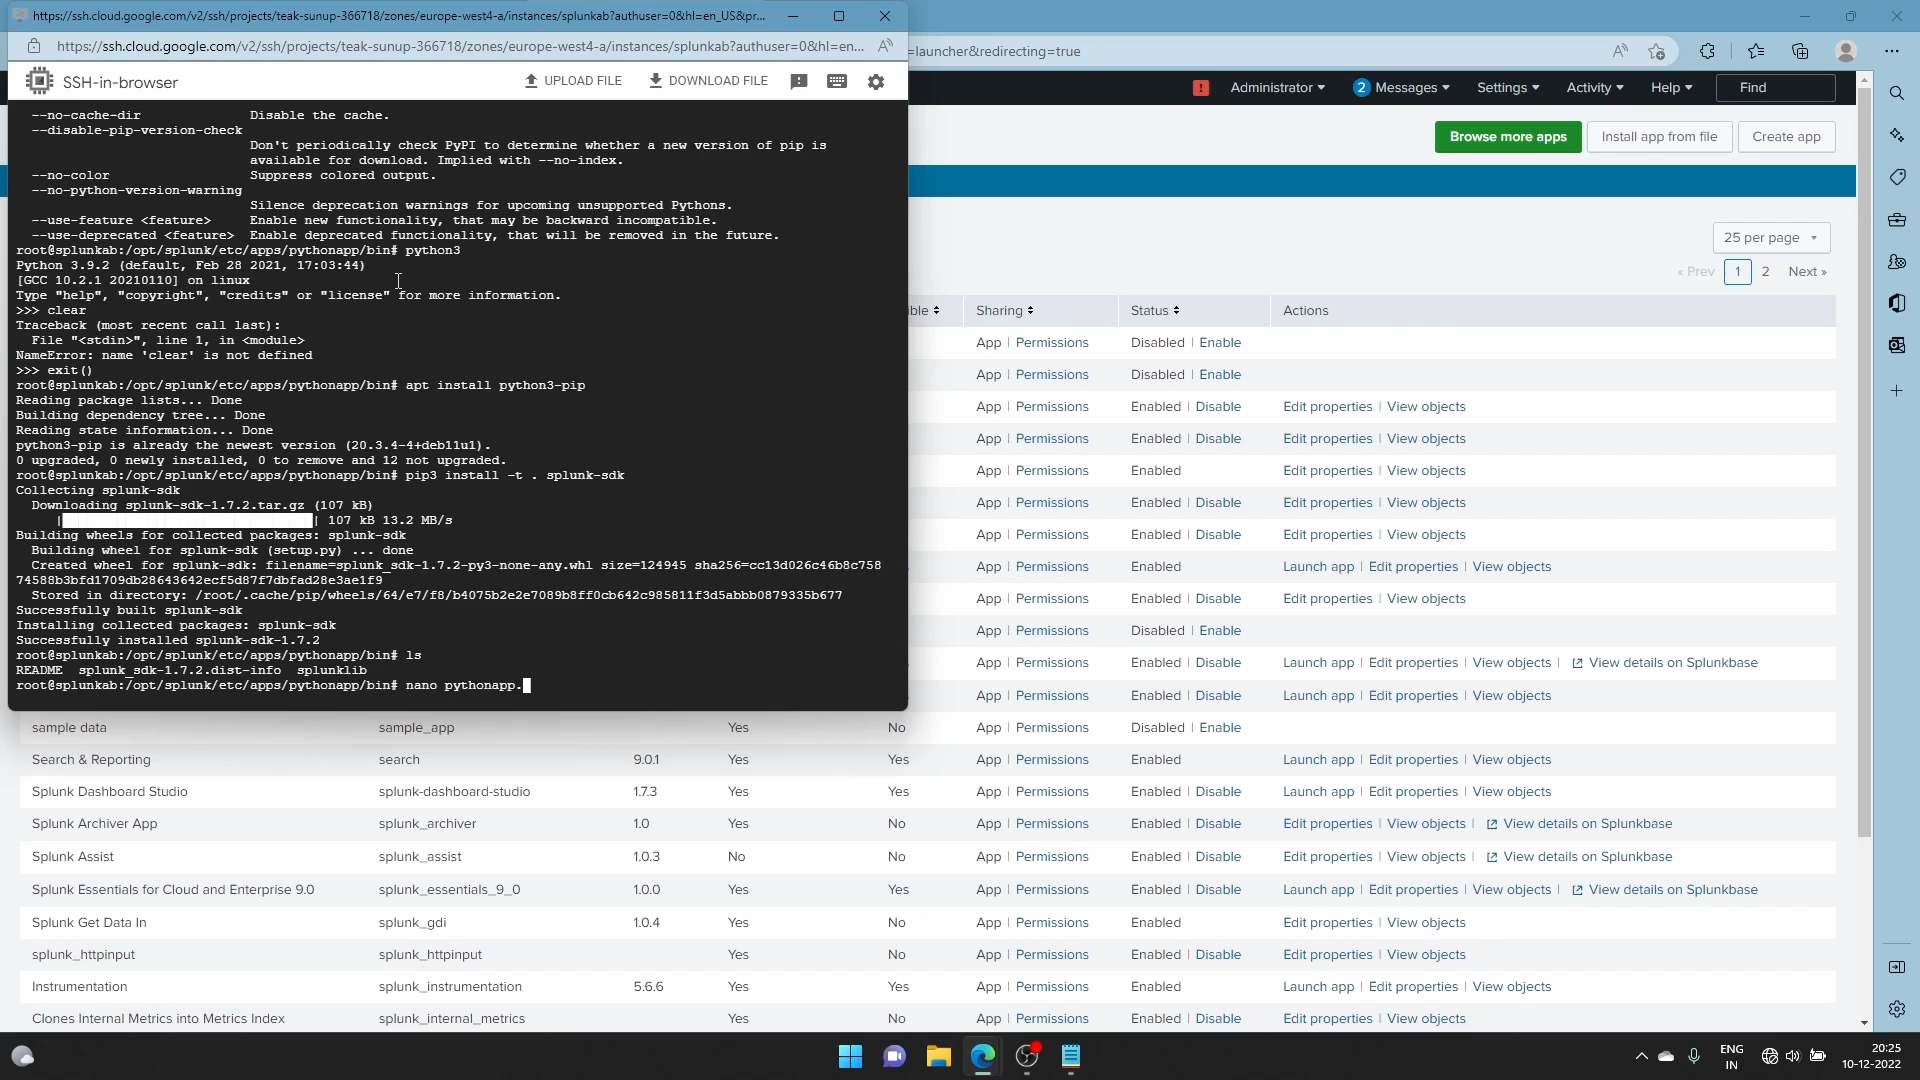 https://ssh.cloud.google.com/v2/ssh/projects/teak-sunup-366718/zones/europe-west4-a/instances/splunkab?authuser=0&hl=en_US&pr...
https://ssh.cloud.google.com/v2/ssh/projects/teak-sunup-366718/zones/europe-west4-a/instances/splunkab?authuser=0&hl=en...
=launcher&redirecting=true
SSH-in-browser
UPLOAD FILE
DOWNLOAD FILE
Administrator
2 Messages
Settings
Activity
Help
Find
Browse more apps
Install app from file
Create app
25 per page
« Prev 1 2 Next »
--no-cache-dir Disable the cache.
--disable-pip-version-check
Don't periodically check PyPI to determine whether a new version of pip is
available for download. Implied with --no-index.
--no-color Suppress colored output.
--no-python-version-warning
Silence deprecation warnings for upcoming unsupported Pythons.
--use-feature <feature> Enable new functionality, that may be backward incompatible.
--use-deprecated <feature> Enable deprecated functionality, that will be removed in the future.
root@splunkab:/opt/splunk/etc/apps/pythonapp/bin# python3
Python 3.9.2 (default, Feb 28 2021, 17:03:44)
[GCC 10.2.1 20210110] on linux
Type "help", "copyright", "credits" or "license" for more information.
>>> clear
Traceback (most recent call last):
File "<stdin>", line 1, in <module>
NameError: name 'clear' is not defined
>>> exit()
root@splunkab:/opt/splunk/etc/apps/pythonapp/bin# apt install python3-pip
Reading package lists... Done
Building dependency tree... Done
Reading state information... Done
python3-pip is already the newest version (20.3.4-4+deb11u1).
0 upgraded, 0 newly installed, 0 to remove and 12 not upgraded.
root@splunkab:/opt/splunk/etc/apps/pythonapp/bin# pip3 install -t . splunk-sdk
Collecting splunk-sdk
Downloading splunk-sdk-1.7.2.tar.gz (107 kB)
| | 107 kB 13.2 MB/s
Building wheels for collected packages: splunk-sdk
Building wheel for splunk-sdk (setup.py) ... done
Created wheel for splunk-sdk: filename=splunk_sdk-1.7.2-py3-none-any.whl size=124945 sha256=cc13d026c46b8c758
74588b3bfd1709db28643642ecf5d87f7dbfad28e3ae1f9
Stored in directory: /root/.cache/pip/wheels/64/e7/f8/b4075b2e2e7089b8ff0cb642c985811f3d5abbb0879335b677
Successfully built splunk-sdk
Installing collected packages: splunk-sdk
Successfully installed splunk-sdk-1.7.2
root@splunkab:/opt/splunk/etc/apps/pythonapp/bin# ls
README splunk_sdk-1.7.2.dist-info splunklib
root@splunkab:/opt/splunk/etc/apps/pythonapp/bin# nano pythonapp.
ible Sharing Status Actions
App | Permissions Disabled | Enable
App | Permissions Disabled | Enable
App | Permissions Enabled | Disable Edit properties | View objects
App | Permissions Enabled | Disable Edit properties | View objects
App | Permissions Enabled Edit properties | View objects
App | Permissions Enabled | Disable Edit properties | View objects
App | Permissions Enabled | Disable Edit properties | View objects
App | Permissions Enabled Launch app | Edit properties | View objects
App | Permissions Enabled | Disable Edit properties | View objects
App | Permissions Disabled | Enable
App | Permissions Enabled | Disable Launch app | Edit properties | View objects | View details on Splunkbase
App | Permissions Enabled | Disable Launch app | Edit properties | View objects
sample data sample_app Yes No App | Permissions Disabled | Enable
Search & Reporting search 9.0.1 Yes Yes App | Permissions Enabled Launch app | Edit properties | View objects
Splunk Dashboard Studio splunk-dashboard-studio 1.7.3 Yes Yes App | Permissions Enabled | Disable Launch app | Edit properties | View objects
Splunk Archiver App splunk_archiver 1.0 Yes No App | Permissions Enabled | Disable Edit properties | View objects | View details on Splunkbase
Splunk Assist splunk_assist 1.0.3 No No App | Permissions Enabled | Disable Edit properties | View objects | View details on Splunkbase
Splunk Essentials for Cloud and Enterprise 9.0 splunk_essentials_9_0 1.0.0 Yes Yes App | Permissions Enabled | Disable Launch app | Edit properties | View objects | View details on Splunkbase
Splunk Get Data In splunk_gdi 1.0.4 Yes No App | Permissions Enabled Edit properties | View objects
splunk_httpinput splunk_httpinput Yes No App | Permissions Enabled | Disable Edit properties | View objects
Instrumentation splunk_instrumentation 5.6.6 Yes Yes App | Permissions Enabled Launch app | Edit properties | View objects
Clones Internal Metrics into Metrics Index splunk_internal_metrics Yes No App | Permissions Enabled | Disable Edit properties | View objects
ENG
IN
20:25
10-12-2022